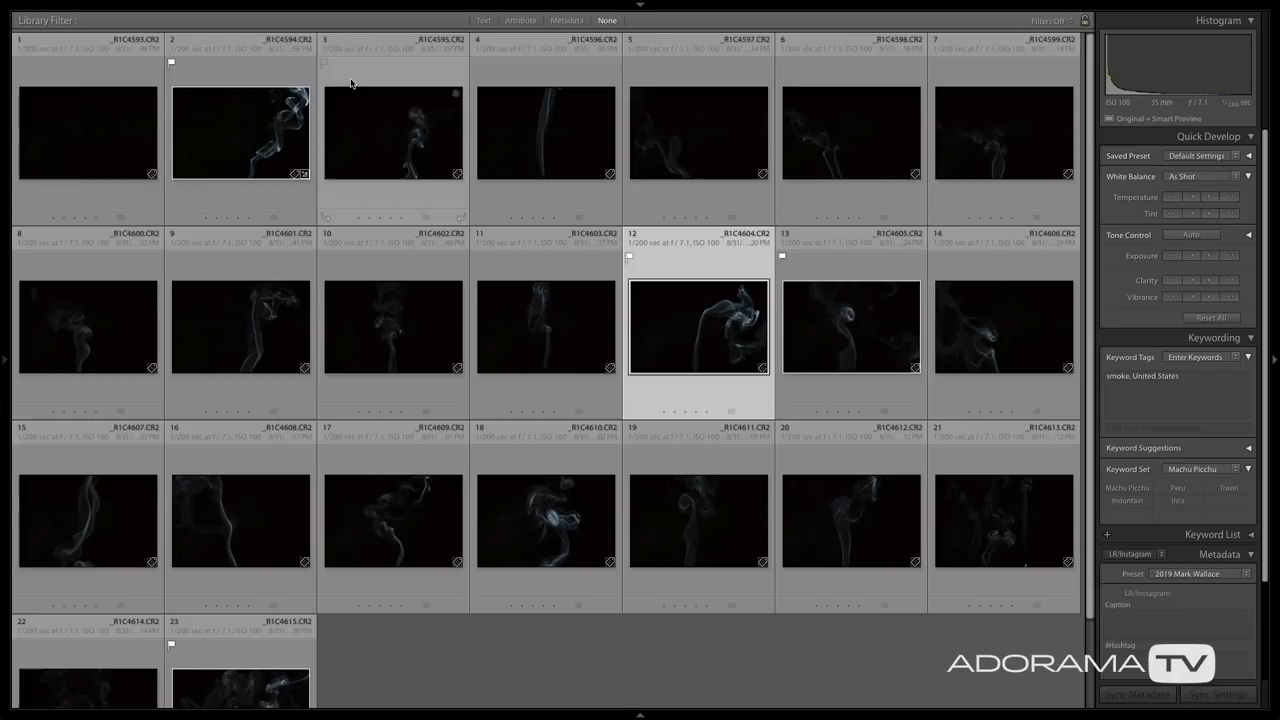 Library Filter :
Text Attribute Metadata None
Filters Off
Histogram
1 _R1C4593.CR2
2 _R1C4594.CR2
3 _R1C4595.CR2
4 _R1C4596.CR2
5 _R1C4597.CR2
6 _R1C4598.CR2
7 _R1C4599.CR2
ISO 100 35 mm ƒ / 7.1 1/200 sec
Original + Smart Preview
Quick Develop
Saved Preset Default Settings
White Balance As Shot
Temperature
Tint
8 _R1C4600.CR2
9 _R1C4601.CR2
10 _R1C4602.CR2
11 _R1C4603.CR2
12 _R1C4604.CR2
1/200 sec at f / 7.1, ISO 100 8/31/... :20 PM
13 _R1C4605.CR2
14 _R1C4606.CR2
Tone Control Auto
Exposure
Clarity
Vibrance
Reset All
Keywording
Keyword Tags Enter Keywords
smoke, United States
15 _R1C4607.CR2
16 _R1C4608.CR2
17 _R1C4609.CR2
18 _R1C4610.CR2
19 _R1C4611.CR2
20 _R1C4612.CR2
21 _R1C4613.CR2
Keyword Suggestions
Keyword Set Machu Picchu
Machu Picchu Peru Travel
mountain Inca
Keyword List
LR/Instagram Metadata
Preset 2019 Mark Wallace
LR/Instagram
Caption
#Hashtag
22 _R1C4614.CR2
23 _R1C4615.CR2
ADORAMA TV
Sync Metadata Sync Settings